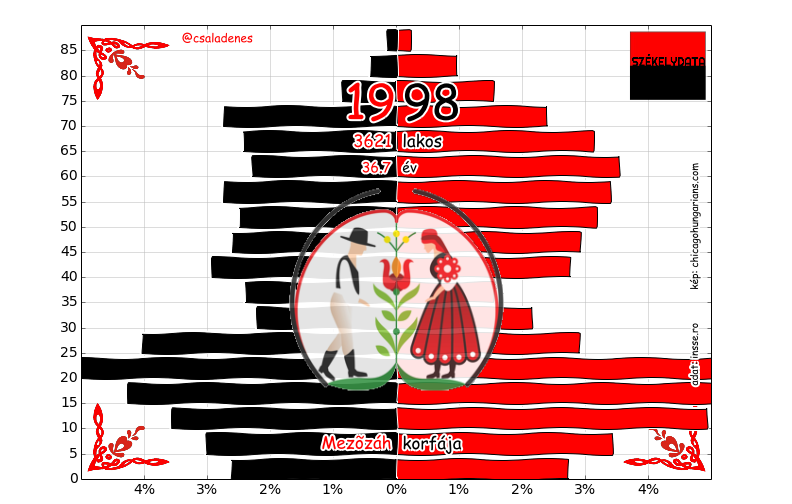 @csaladenes
SZÉKELYDATA
1998
3621 lakos
36.7 év
kép: chicagohungarians.com
adat: insse.ro
Mezőzáh korfája
85
80
75
70
65
60
55
50
45
40
35
30
25
20
15
10
5
0
4% 3% 2% 1% 0% 1% 2% 3% 4%